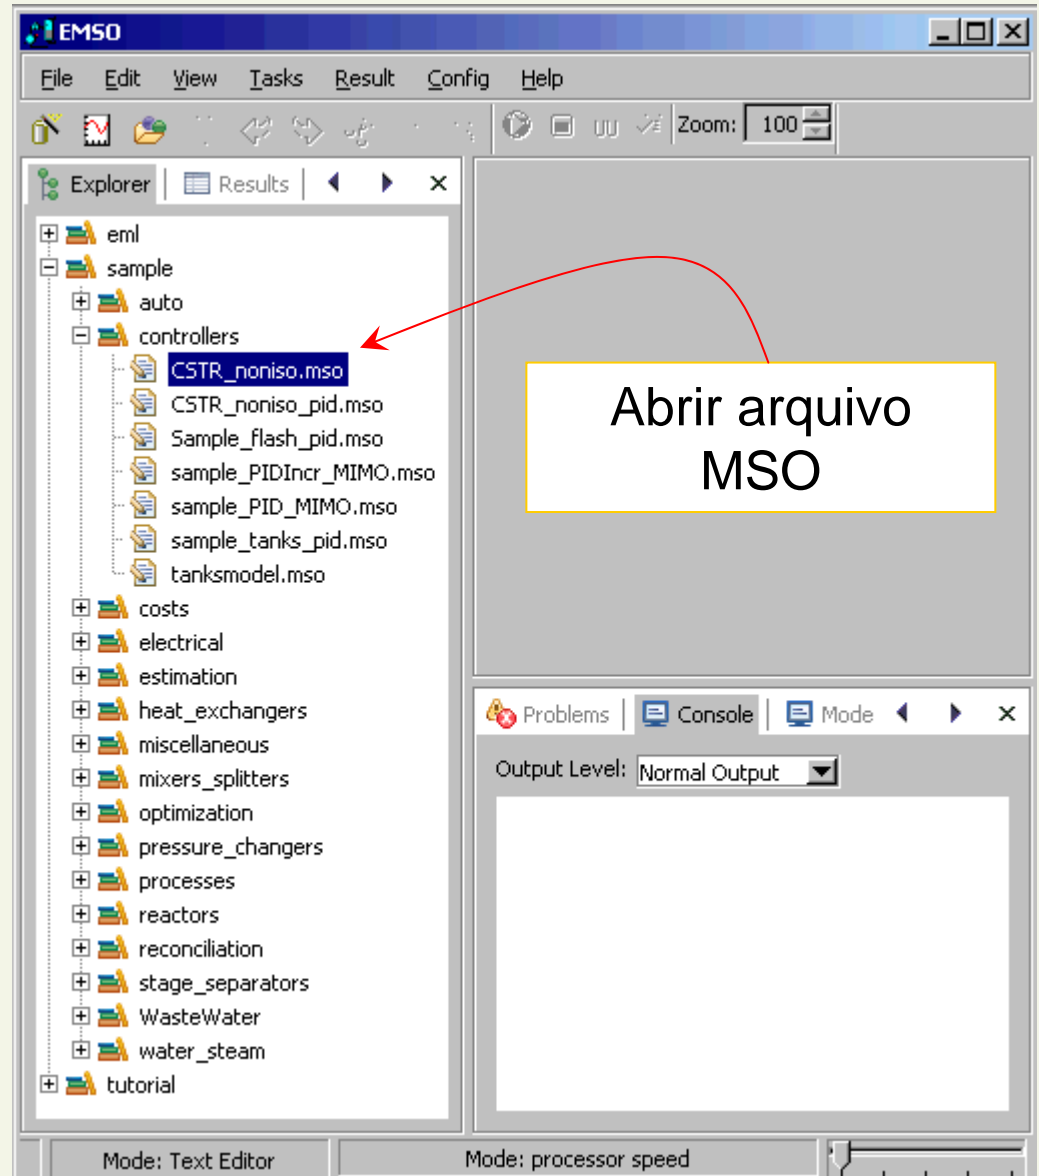 EMSO
File Edit View Tasks Result Config Help
Zoom: 100
Explorer Results
eml
sample
auto
controllers
CSTR_noniso.mso
CSTR_noniso_pid.mso
Sample_flash_pid.mso
sample_PIDIncr_MIMO.mso
sample_PID_MIMO.mso
sample_tanks_pid.mso
tanksmodel.mso
costs
electrical
estimation
heat_exchangers
miscellaneous
mixers_splitters
optimization
pressure_changers
processes
reactors
reconciliation
stage_separators
WasteWater
water_steam
tutorial
Abrir arquivo
MSO
Problems Console Mode
Output Level: Normal Output
Mode: Text Editor Mode: processor speed